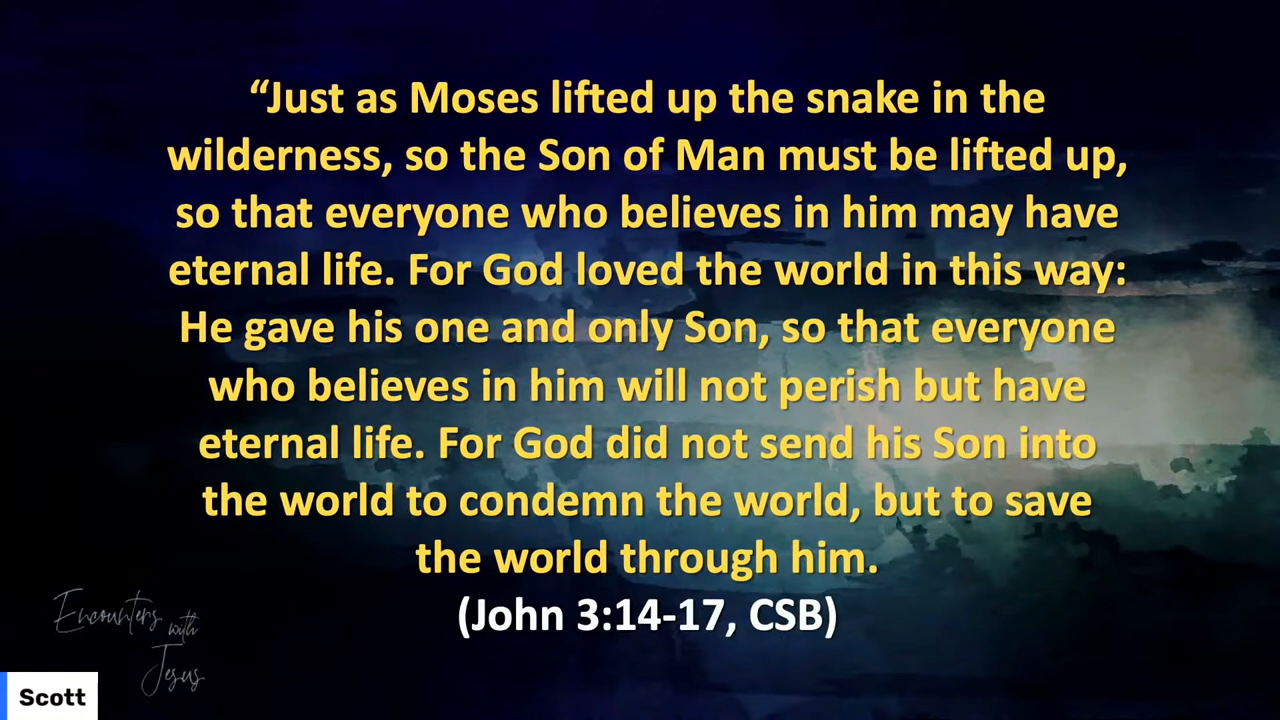 “Just as Moses lifted up the snake in the
wilderness, so the Son of Man must be lifted up,
so that everyone who believes in him may have
eternal life. For God loved the world in this way:
He gave his one and only Son, so that everyone
who believes in him will not perish but have
eternal life. For God did not send his Son into
the world to condemn the world, but to save
the world through him.
(John 3:14-17, CSB)
Encounters
with
Jesus
Scott